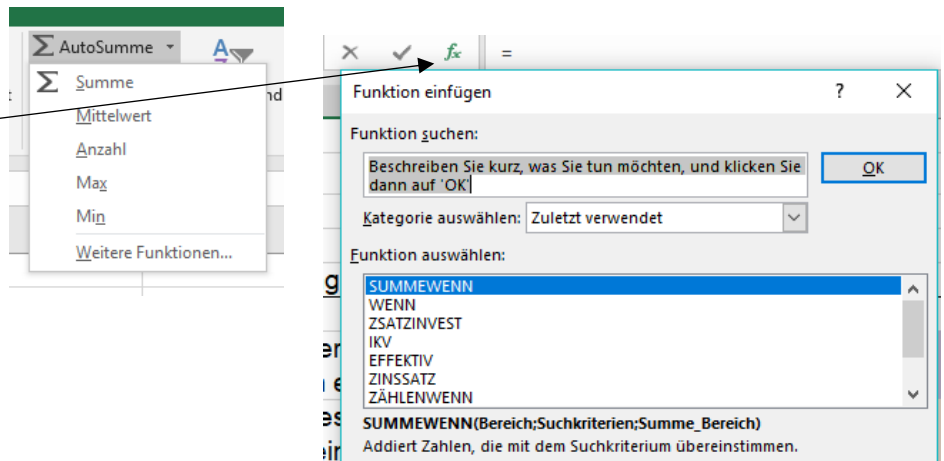 AutoSumme
Summe
Mittelwert
Anzahl
Max
Min
Weitere Funktionen...
fx =
Funktion einfügen ? X
Funktion suchen:
Beschreiben Sie kurz, was Sie tun möchten, und klicken Sie
dann auf 'OK'
OK
Kategorie auswählen: Zuletzt verwendet
Funktion auswählen:
SUMMEWENN
WENN
ZSATZINVEST
IKV
EFFEKTIV
ZINSSATZ
ZÄHLENWENN
SUMMEWENN(Bereich;Suchkriterien;Summe_Bereich)
Addiert Zahlen, die mit dem Suchkriterium übereinstimmen.